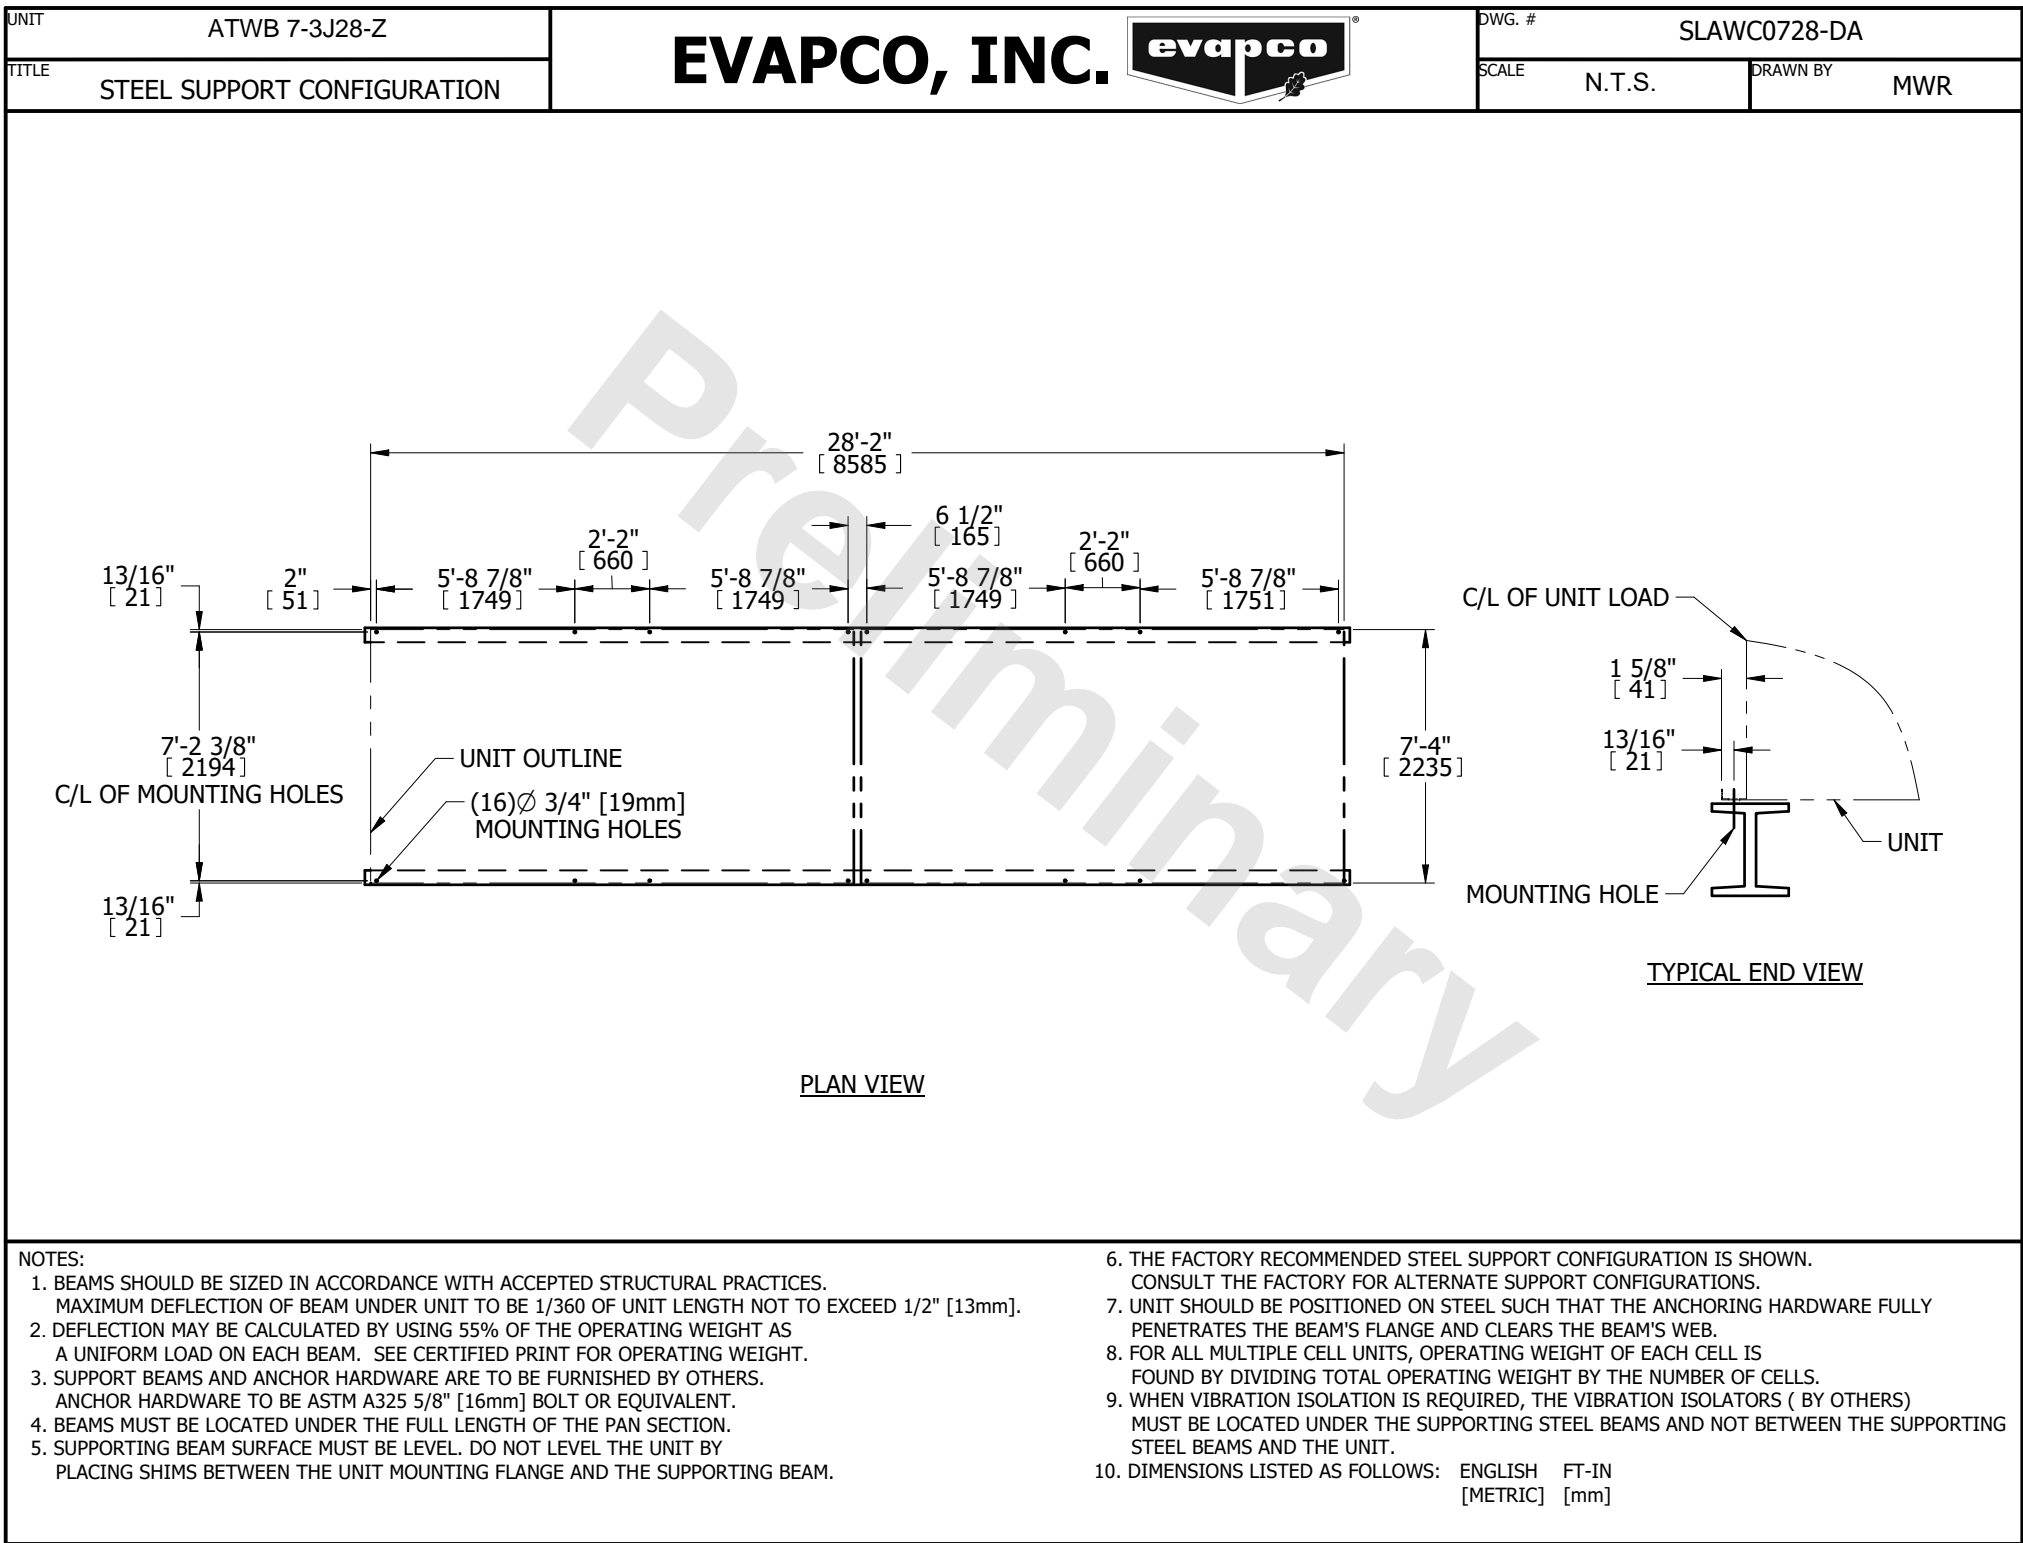 UNIT
ATWB 7-3J28-Z
TITLE
STEEL SUPPORT CONFIGURATION
EVAPCO, INC.
evapco
®
DWG. #
SLAWC0728-DA
SCALE
N.T.S.
DRAWN BY
MWR
Preliminary
28'-2"
[ 8585 ]
6 1/2"
[ 165]
2'-2"
[ 660 ]
2'-2"
[ 660 ]
13/16"
[ 21]
2"
[ 51]
5'-8 7/8"
[ 1749]
5'-8 7/8"
[ 1749 ]
5'-8 7/8"
[ 1749 ]
5'-8 7/8"
[ 1751]
7'-2 3/8"
[ 2194]
C/L OF MOUNTING HOLES
UNIT OUTLINE
(16)Ø 3/4" [19mm]
MOUNTING HOLES
7'-4"
[ 2235]
13/16"
[ 21]
C/L OF UNIT LOAD
1 5/8"
[ 41]
13/16"
[ 21]
UNIT
MOUNTING HOLE
TYPICAL END VIEW
PLAN VIEW
NOTES:
1. BEAMS SHOULD BE SIZED IN ACCORDANCE WITH ACCEPTED STRUCTURAL PRACTICES.
MAXIMUM DEFLECTION OF BEAM UNDER UNIT TO BE 1/360 OF UNIT LENGTH NOT TO EXCEED 1/2" [13mm].
2. DEFLECTION MAY BE CALCULATED BY USING 55% OF THE OPERATING WEIGHT AS
A UNIFORM LOAD ON EACH BEAM. SEE CERTIFIED PRINT FOR OPERATING WEIGHT.
3. SUPPORT BEAMS AND ANCHOR HARDWARE ARE TO BE FURNISHED BY OTHERS.
ANCHOR HARDWARE TO BE ASTM A325 5/8" [16mm] BOLT OR EQUIVALENT.
4. BEAMS MUST BE LOCATED UNDER THE FULL LENGTH OF THE PAN SECTION.
5. SUPPORTING BEAM SURFACE MUST BE LEVEL. DO NOT LEVEL THE UNIT BY
PLACING SHIMS BETWEEN THE UNIT MOUNTING FLANGE AND THE SUPPORTING BEAM.
6. THE FACTORY RECOMMENDED STEEL SUPPORT CONFIGURATION IS SHOWN.
CONSULT THE FACTORY FOR ALTERNATE SUPPORT CONFIGURATIONS.
7. UNIT SHOULD BE POSITIONED ON STEEL SUCH THAT THE ANCHORING HARDWARE FULLY
PENETRATES THE BEAM'S FLANGE AND CLEARS THE BEAM'S WEB.
8. FOR ALL MULTIPLE CELL UNITS, OPERATING WEIGHT OF EACH CELL IS
FOUND BY DIVIDING TOTAL OPERATING WEIGHT BY THE NUMBER OF CELLS.
9. WHEN VIBRATION ISOLATION IS REQUIRED, THE VIBRATION ISOLATORS ( BY OTHERS)
MUST BE LOCATED UNDER THE SUPPORTING STEEL BEAMS AND NOT BETWEEN THE SUPPORTING
STEEL BEAMS AND THE UNIT.
10. DIMENSIONS LISTED AS FOLLOWS: ENGLISH FT-IN
[METRIC] [mm]